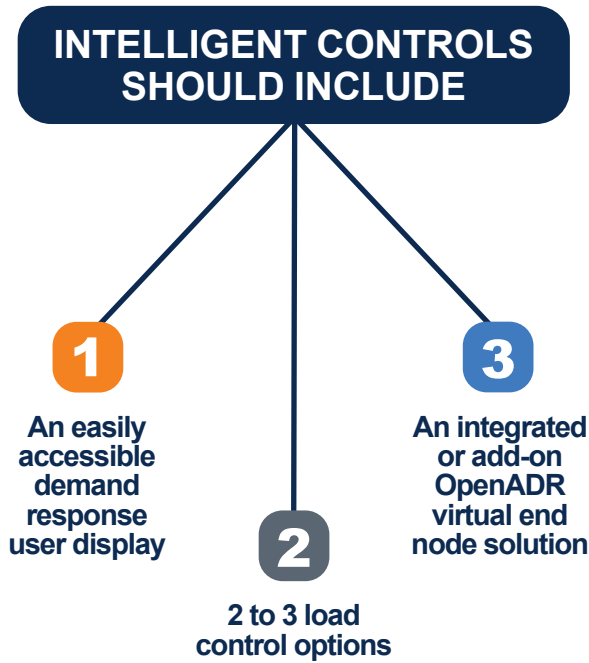 INTELLIGENT CONTROLS
SHOULD INCLUDE
1
An easily
accessible
demand
response
user display
2
2 to 3 load
control options
3
An integrated
or add-on
OpenADR
virtual end
node solution